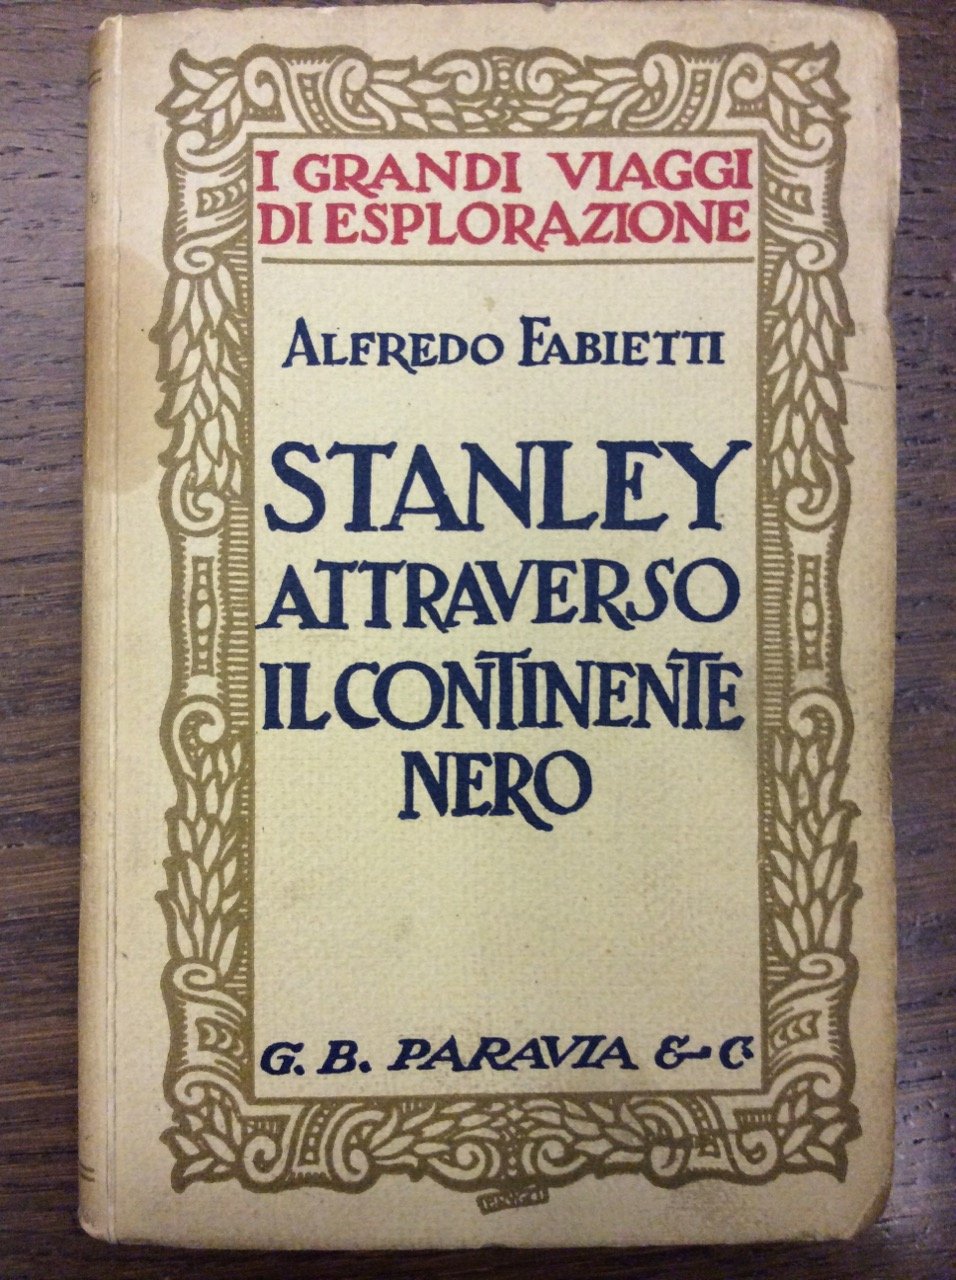 I GRANDI VIAGGI
DI ESPLORAZIONE
ALFREDO FABIETTI
STANLEY
ATTRAVERSO
IL CONTINENTE
NERO
G. B. PARAVIA & C.